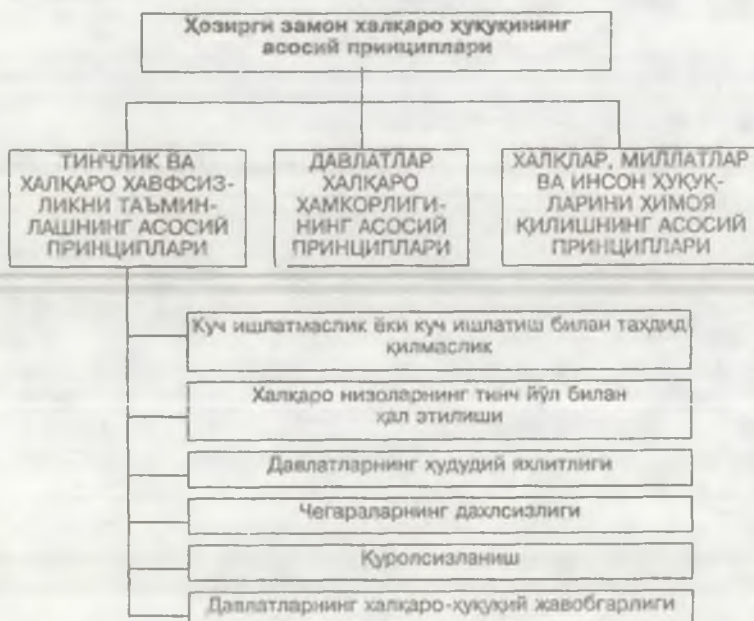 Ҳозирги замон халқаро ҳуқуқининг
асосий принциплари
ТИНЧЛИК ВА
ХАЛҚАРО ХАВФСИЗ-
ЛИКНИ ТАЪМИН-
ЛАШНИНГ АСОСИЙ
ПРИНЦИПЛАРИ
ДАВЛАТЛАР
ХАЛҚАРО
ҲАМКОРЛИГИ-
НИНГ АСОСИЙ
ПРИНЦИПЛАРИ
ХАЛҚЛАР, МИЛЛАТЛАР
ВА ИНСОН ҲУҚУҚ-
ЛАРИНИ ҲИМОЯ
ҚИЛИШНИНГ АСОСИЙ
ПРИНЦИПЛАРИ
Куч ишлатмаслик ёки куч ишлатиш билан таҳдид
қилмаслик
Халқаро низоларнинг тинч йўл билан
ҳал этилиши
Давлатларнинг ҳудудий яхлитлиги
Чегараларнинг дахлсизлиги
Қуролсизланиш
Давлатларнинг халқаро-ҳуқуқий жавобгарлиги